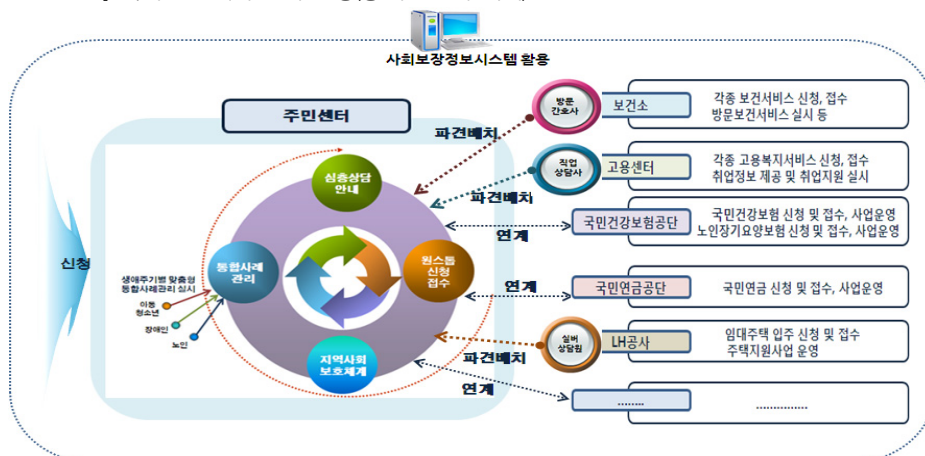 사회보장정보시스템 활용
주민센터
신청
심층상담
안내
통합사례
관리
원스톱
신청
접수
지역사회
보호체계
생애주기별 맞춤형
통합사례관리 실시
아동
청소년
장애인
노인
파견배치
방문
간호사
보건소
각종 보건서비스 신청, 접수
방문보건서비스 실시 등
파견배치
직업
상담사
고용센터
각종 고용복지서비스 신청, 접수
취업정보 제공 및 취업지원 실시
연계
국민건강보험공단
국민건강보험 신청 및 접수, 사업운영
노인장기요양보험 신청 및 접수, 사업운영
연계
국민연금공단
국민연금 신청 및 접수, 사업운영
파견배치
실버
상담원
LH공사
임대주택 입주 신청 및 접수
주택지원사업 운영
연계
........
...............